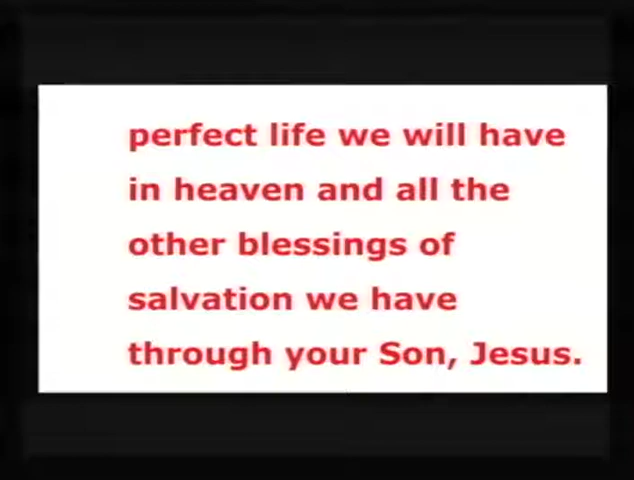 perfect life we will have
in heaven and all the
other blessings of
salvation we have
through your Son, Jesus.